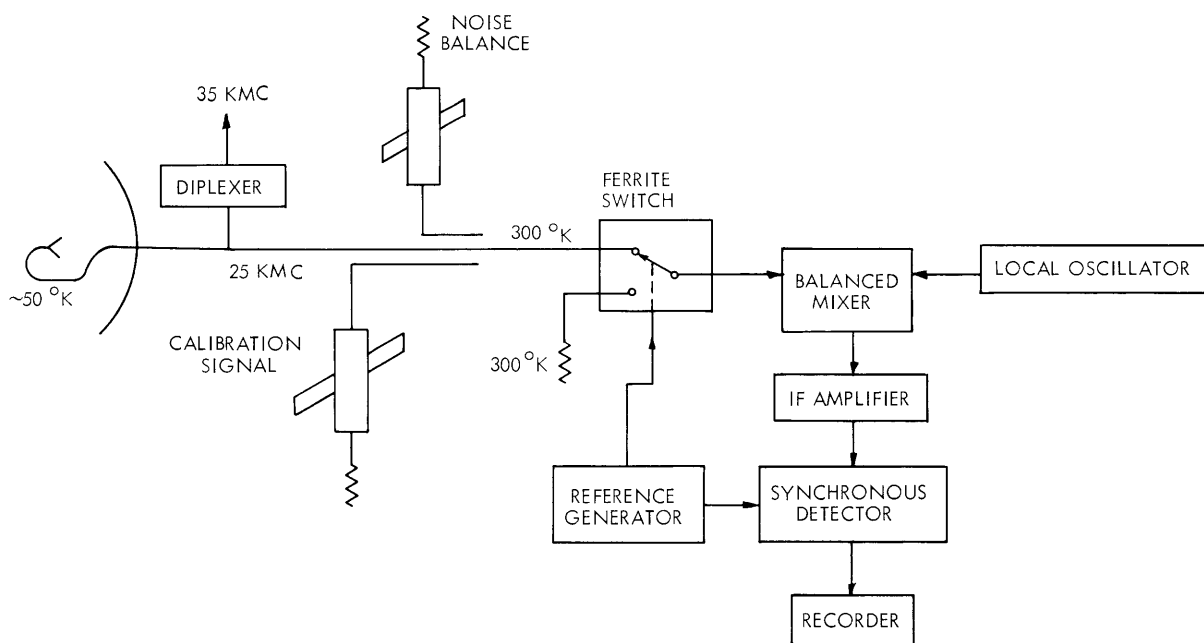 NOISE
BALANCE
35 KMC
DIPLEXER
FERRITE
SWITCH
300 °K
25 KMC
~50 °K
BALANCED
MIXER
LOCAL OSCILLATOR
CALIBRATION
SIGNAL
300 °K
IF AMPLIFIER
REFERENCE
GENERATOR
SYNCHRONOUS
DETECTOR
RECORDER